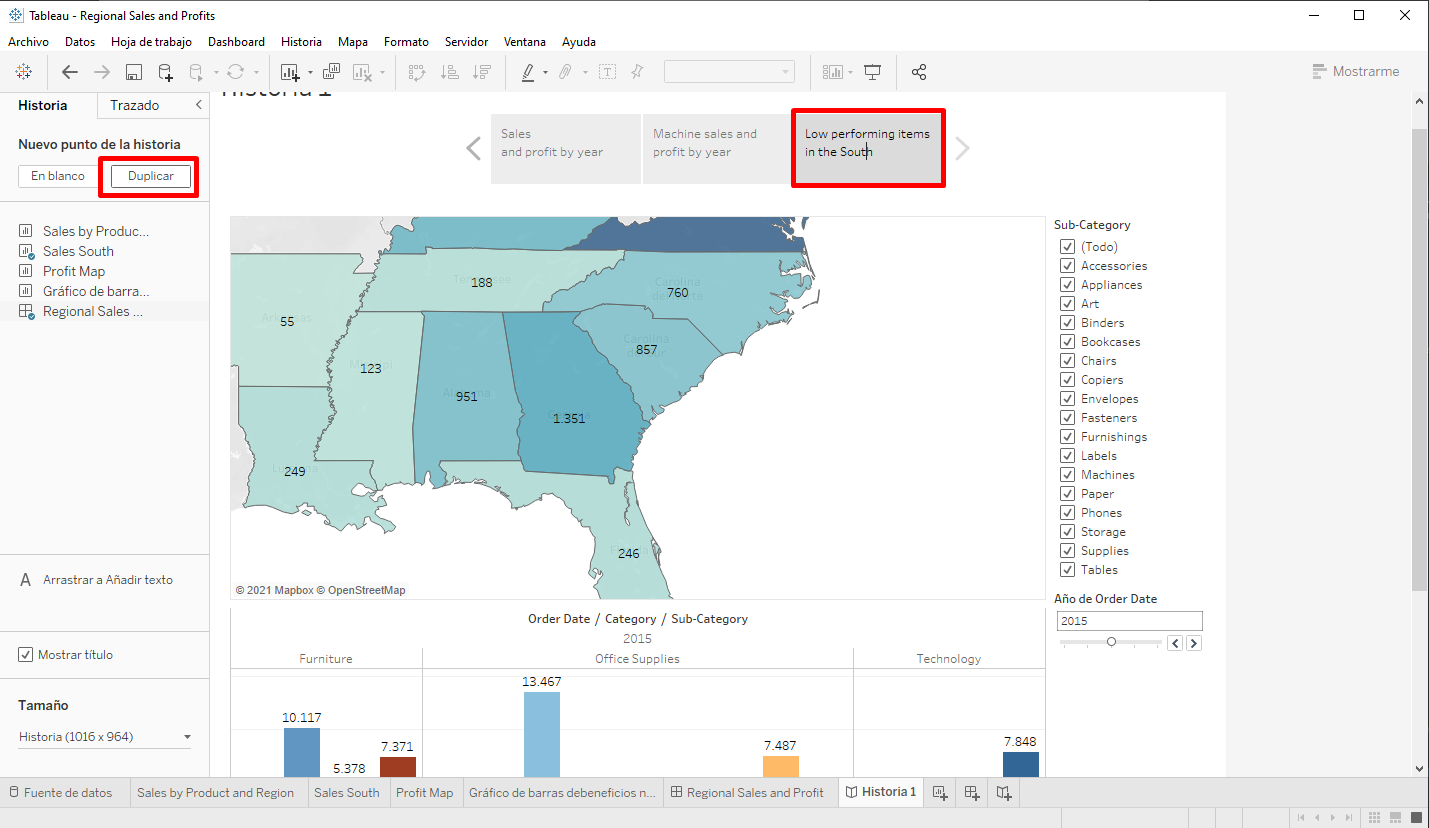 Tableau - Regional Sales and Profits
Archivo Datos Hoja de trabajo Dashboard Historia Mapa Formato Servidor Ventana Ayuda
Mostrarme
Historia Trazado
Historia 1
Nuevo punto de la historia
En blanco Duplicar
Sales
and profit by year
Machine sales and
profit by year
Low performing items
in the South
Sales by Produc...
Sales South
Profit Map
Gráfico de barra...
Regional Sales ...
A Arrastrar a Añadir texto
Mostrar título
Tamaño
Historia (1016 x 964)
188
760
55
857
123
951
1.351
249
246
© 2021 Mapbox © OpenStreetMap
Sub-Category
(Todo)
Accessories
Appliances
Art
Binders
Bookcases
Chairs
Copiers
Envelopes
Fasteners
Furnishings
Labels
Machines
Paper
Phones
Storage
Supplies
Tables
Año de Order Date
2015
Order Date / Category / Sub-Category
2015
Furniture Office Supplies Technology
13.467
10.117
7.371
5.378
7.487
7.848
Fuente de datos Sales by Product and Region Sales South Profit Map Gráfico de barras debeneficios n... Regional Sales and Profit Historia 1